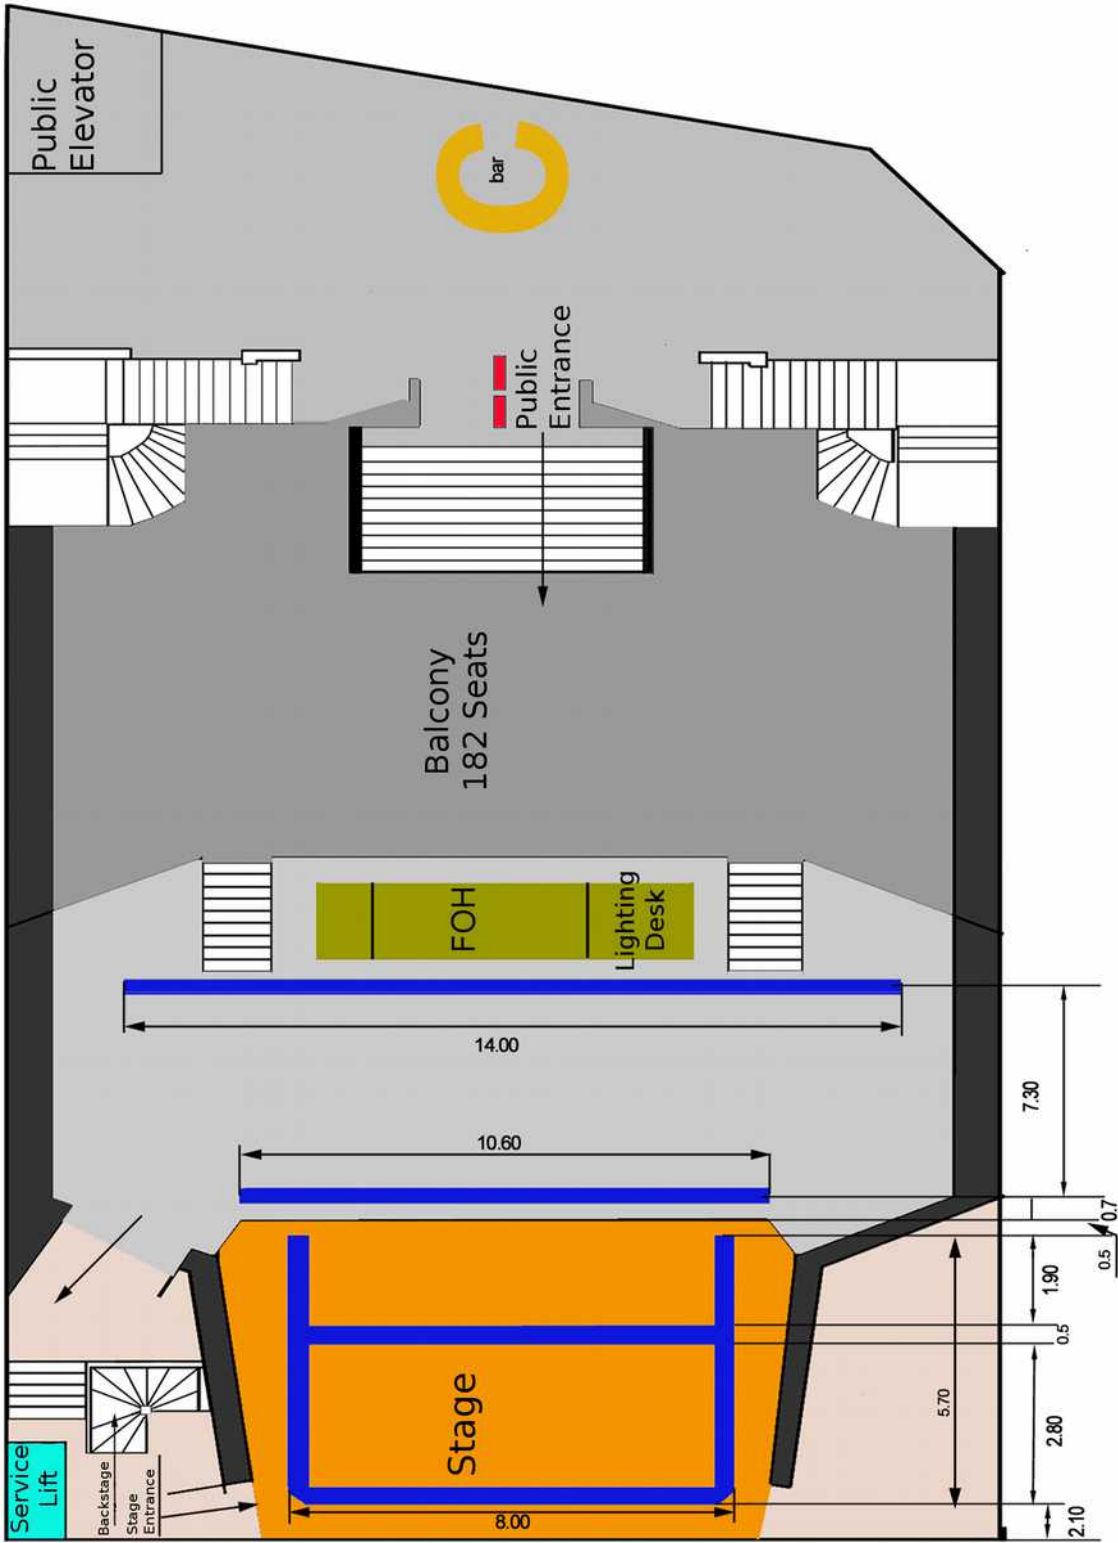 Public
Elevator
bar
Public
Entrance
Balcony
182 Seats
FOH
Lighting
Desk
14.00
7.30
10.60
0.7
0.5
1.90
0.5
5.70
2.80
2.10
Stage
8.00
Service
Lift
Backstage
Stage
Entrance